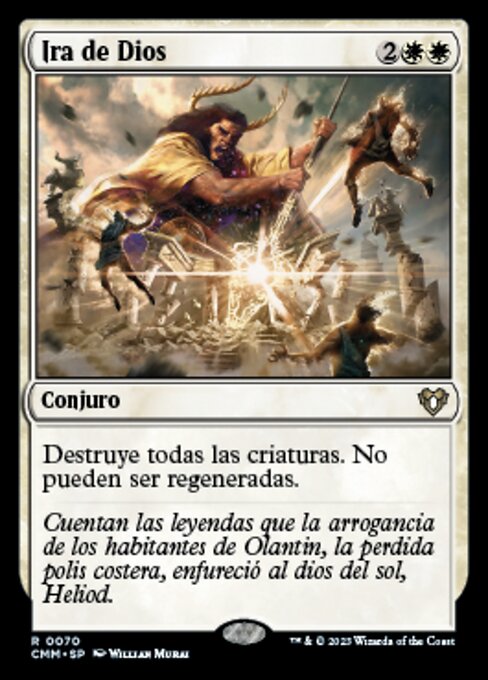 Ira de Dios 2
Conjuro
Destruye todas las criaturas. No
pueden ser regeneradas.
Cuentan las leyendas que la arrogancia
de los habitantes de Olantin, la perdida
polis costera, enfureció al dios del sol,
Heliod.
R 0070
™ & © 2023 Wizards of the Coast
CMM • SP Willian Murai